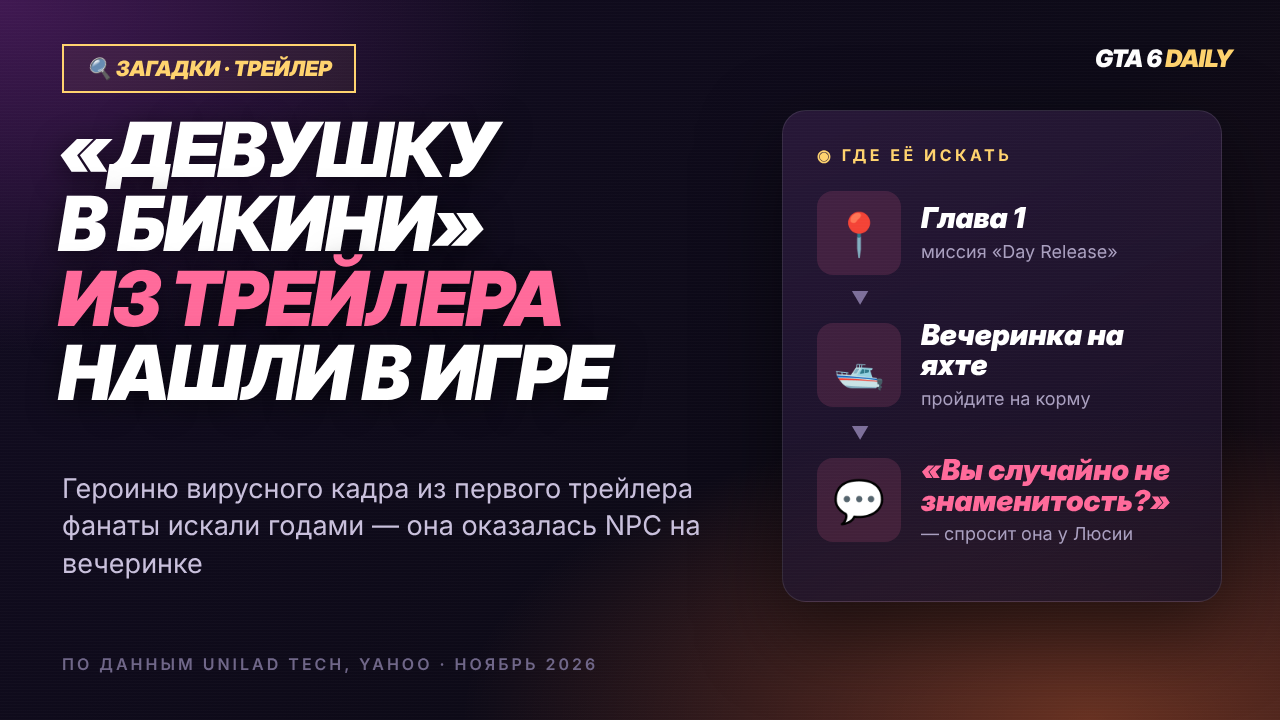 🔍 ЗАГАДКИ · ТРЕЙЛЕР
GTA 6 DAILY
«ДЕВУШКУ
В БИКИНИ»
ИЗ ТРЕЙЛЕРА
НАШЛИ В ИГРЕ
Героиню вирусного кадра из первого трейлера
фанаты искали годами — она оказалась NPC на
вечеринке
◉ ГДЕ ЕЁ ИСКАТЬ
Глава 1
миссия «Day Release»
Вечеринка на
яхте
пройдите на корму
«Вы случайно не
знаменитость?»
— спросит она у Люсии
ПО ДАННЫМ UNILAD TECH, YAHOO · НОЯБРЬ 2026